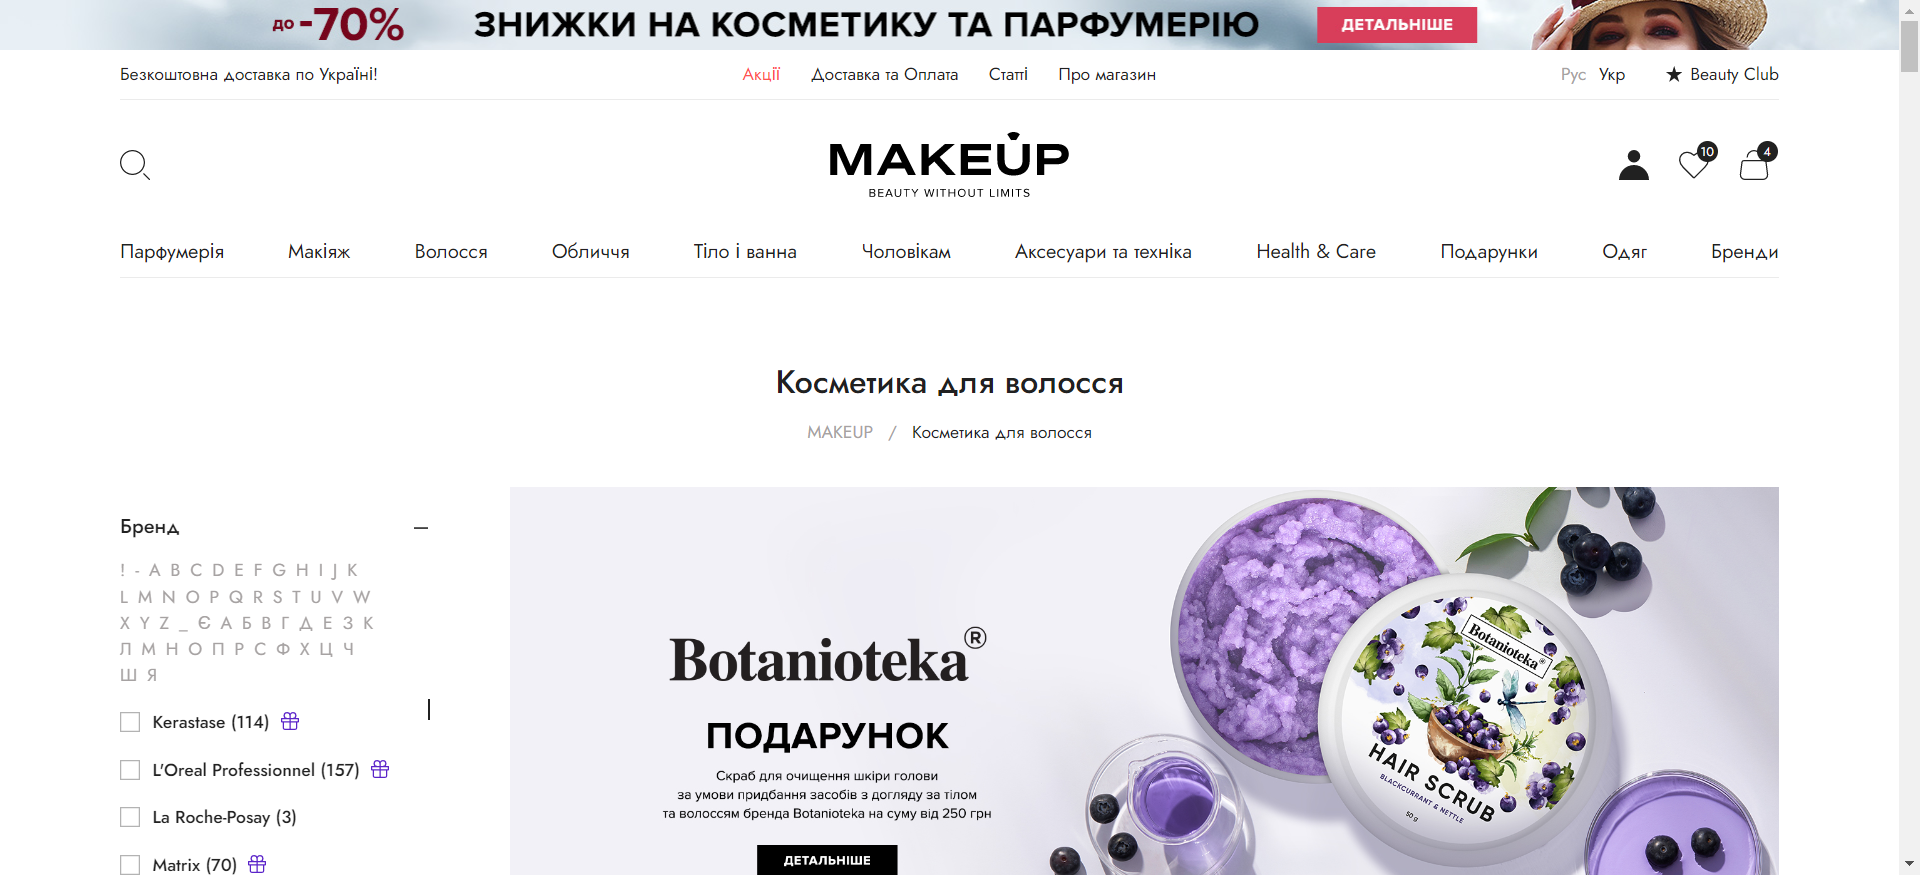 до -70% ЗНИЖКИ НА КОСМЕТИКУ ТА ПАРФУМЕРІЮ ДЕТАЛЬНІШЕ
Безкоштовна доставка по Україні! Акції Доставка та Оплата Статті Про магазин Рус Укр ★ Beauty Club
MAKEUP 10 4
BEAUTY WITHOUT LIMITS
Парфумерія Макіяж Волосся Обличчя Тіло і ванна Чоловікам Аксесуари та техніка Health & Care Подарунки Одяг Бренди
Косметика для волосся
MAKEUP / Косметика для волосся
Бренд
! - A B C D E F G H I J K
L M N O P Q R S T U V W
X Y Z _ Є А Б В Г Д Е З К
Л М Н О П Р С Ф Х Ц Ч
Ш Я
Kerastase (114)
L'Oreal Professionnel (157)
La Roche-Posay (3)
Matrix (70)
Botanioteka®
ПОДАРУНОК
Скраб для очищення шкіри голови
за умови придбання засобів з догляду за тілом
та волоссям бренда Botanioteka на суму від 250 грн
ДЕТАЛЬНІШЕ
Botanioteka®
HAIR SCRUB
BLACKCURRANT & NETTLE
50 g